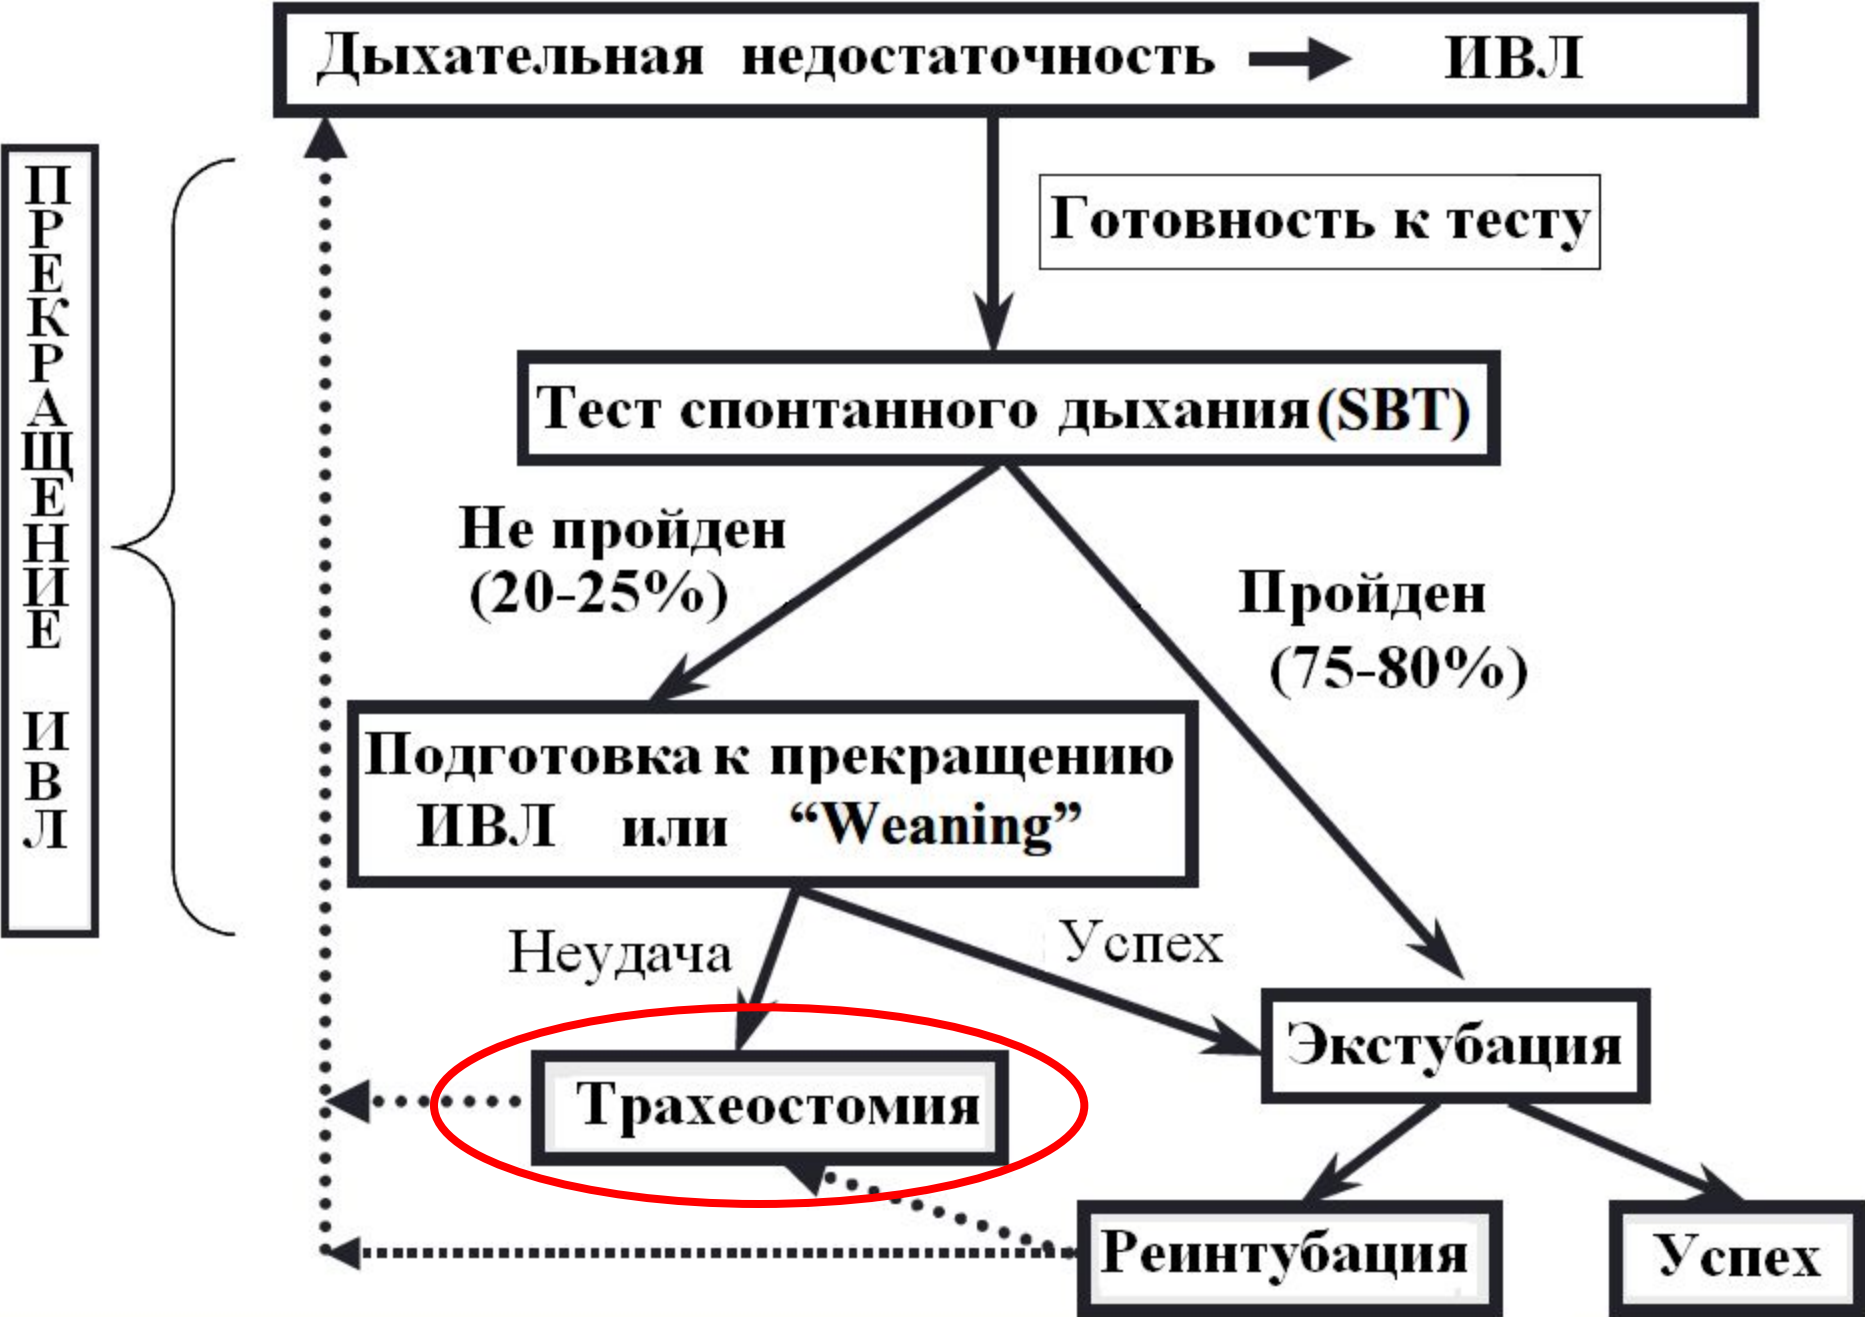 Дыхательная недостаточность ИВЛ
ПРЕКРАЩЕНИЕ ИВЛ
Готовность к тесту
Тест спонтанного дыхания (SBT)
Не пройден
(20-25%)
Пройден
(75-80%)
Подготовка к прекращению
ИВЛ или “Weaning”
Неудача
Успех
Экстубация
Трахеостомия
Реинтубация
Успех